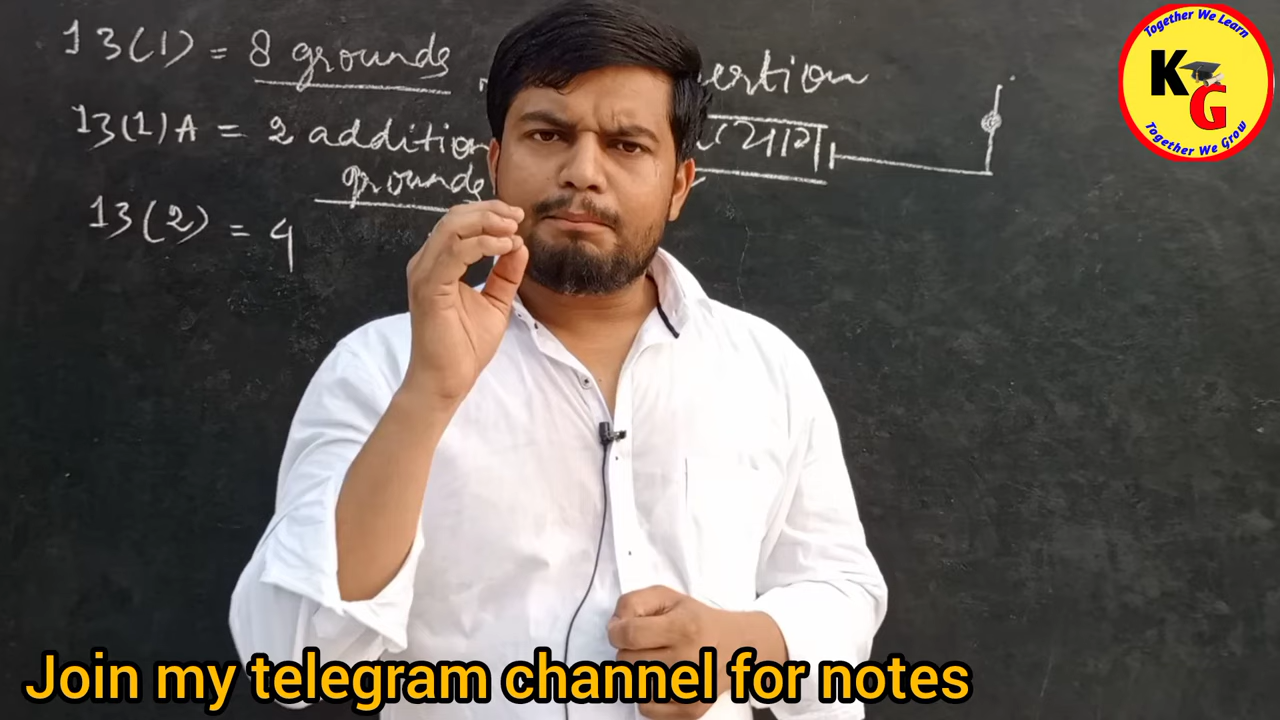 13(1) = 8 grounds
13(1)A = 2 addition
grounds
13(2) = 4
Together We Learn
KG
Together We Grow
Join my telegram channel for notes